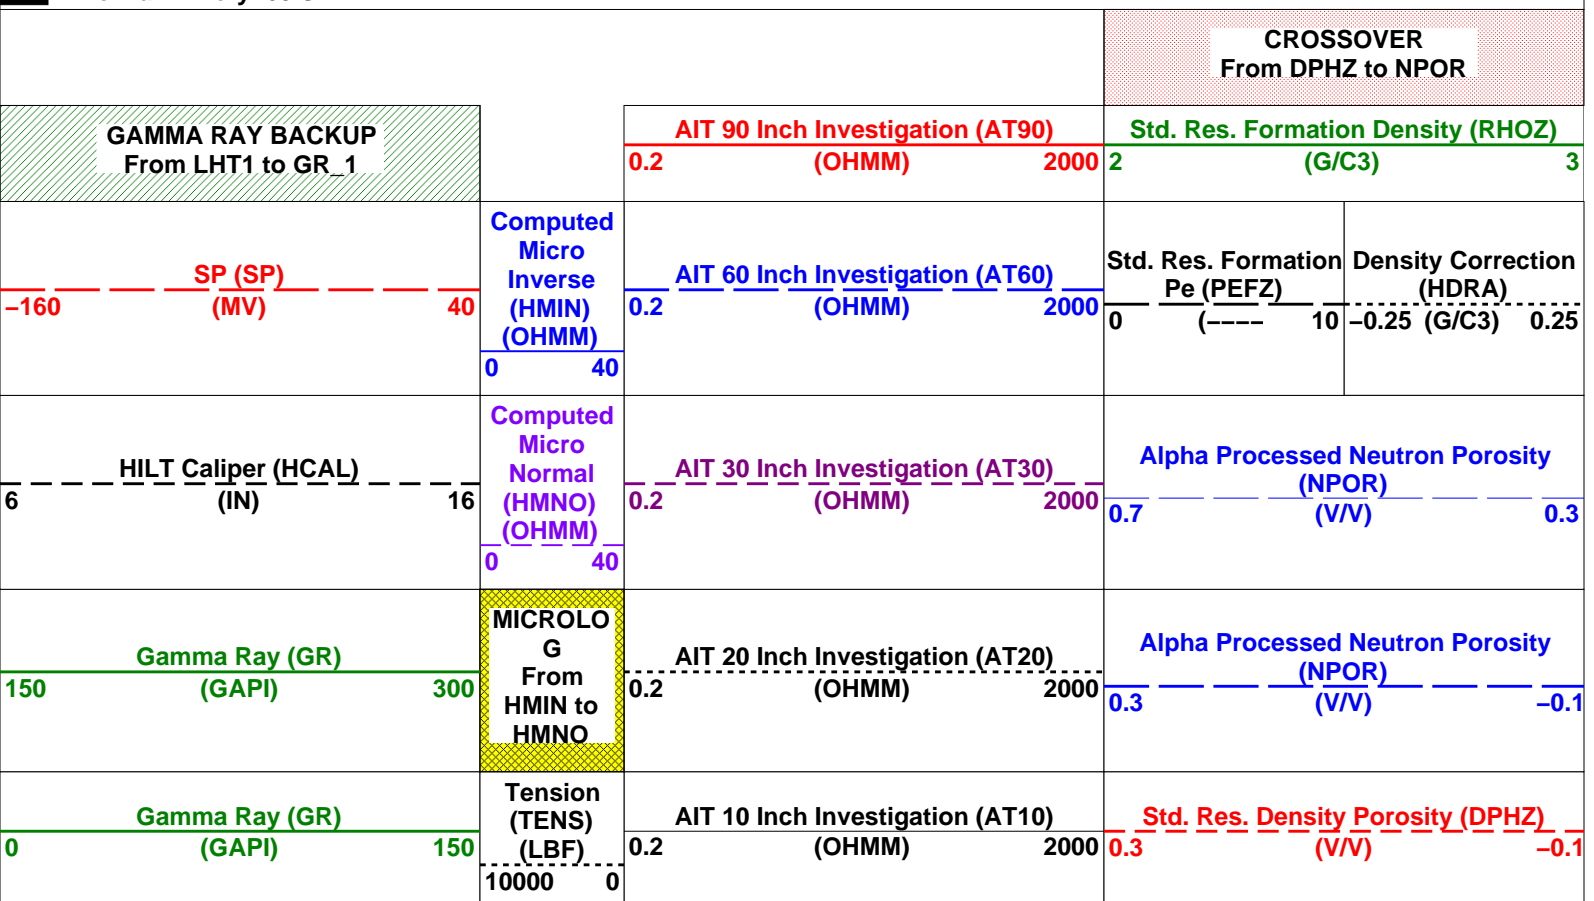 CROSSOVER
From DPHZ to NPOR
GAMMA RAY BACKUP
From LHT1 to GR_1
AIT 90 Inch Investigation (AT90)
0.2 (OHMM) 2000
Std. Res. Formation Density (RHOZ)
2 (G/C3) 3
SP (SP)
−160 (MV) 40
Computed
Micro
Inverse
(HMIN)
(OHMM)
0 40
AIT 60 Inch Investigation (AT60)
0.2 (OHMM) 2000
Std. Res. Formation
Pe (PEFZ)
0 (−−−− 10
Density Correction
(HDRA)
−0.25 (G/C3) 0.25
HILT Caliper (HCAL)
6 (IN) 16
Computed
Micro
Normal
(HMNO)
(OHMM)
0 40
AIT 30 Inch Investigation (AT30)
0.2 (OHMM) 2000
Alpha Processed Neutron Porosity
(NPOR)
0.7 (V/V) 0.3
Gamma Ray (GR)
150 (GAPI) 300
MICROLO
G
From
HMIN to
HMNO
AIT 20 Inch Investigation (AT20)
0.2 (OHMM) 2000
Alpha Processed Neutron Porosity
(NPOR)
0.3 (V/V) −0.1
Gamma Ray (GR)
0 (GAPI) 150
Tension
(TENS)
(LBF)
10000 0
AIT 10 Inch Investigation (AT10)
0.2 (OHMM) 2000
Std. Res. Density Porosity (DPHZ)
0.3 (V/V) −0.1